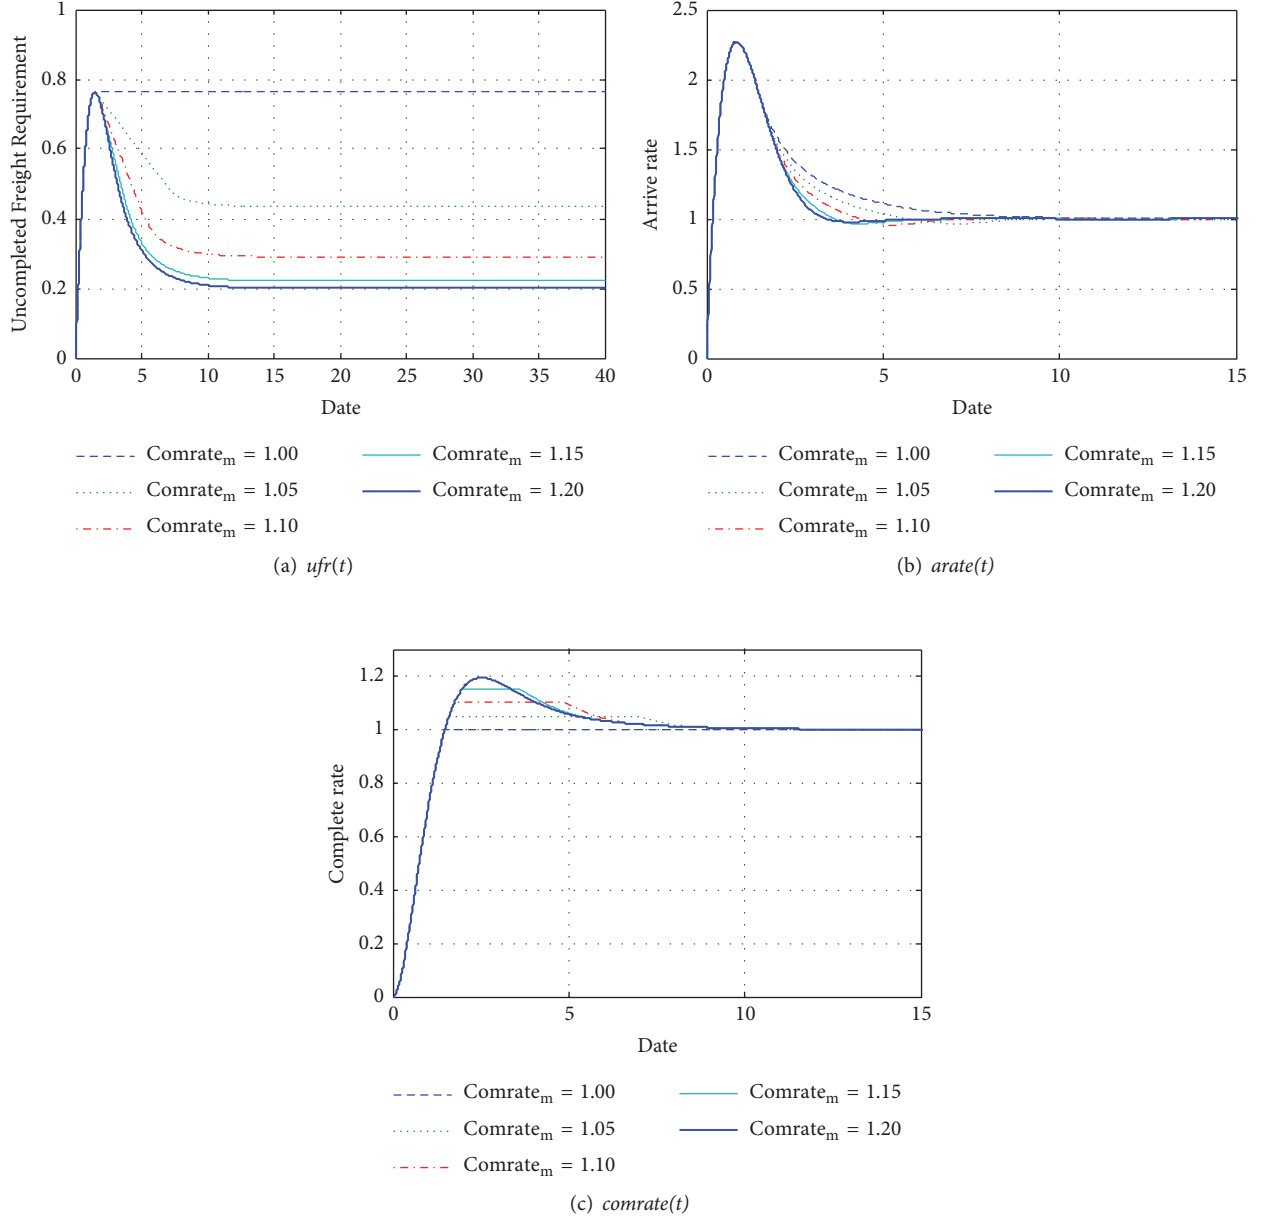 Uncompleted Freight Requirement
1
0.8
0.6
0.4
0.2
0
0 5 10 15 20 25 30 35 40
Date
Comrate_m = 1.00
Comrate_m = 1.05
Comrate_m = 1.10
Comrate_m = 1.15
Comrate_m = 1.20
(a) ufr(t)
Arrive rate
2.5
2
1.5
1
0.5
0
0 5 10 15
Date
Comrate_m = 1.00
Comrate_m = 1.05
Comrate_m = 1.10
Comrate_m = 1.15
Comrate_m = 1.20
(b) arate(t)
Complete rate
1.2
1
0.8
0.6
0.4
0.2
0
0 5 10 15
Date
Comrate_m = 1.00
Comrate_m = 1.05
Comrate_m = 1.10
Comrate_m = 1.15
Comrate_m = 1.20
(c) comrate(t)